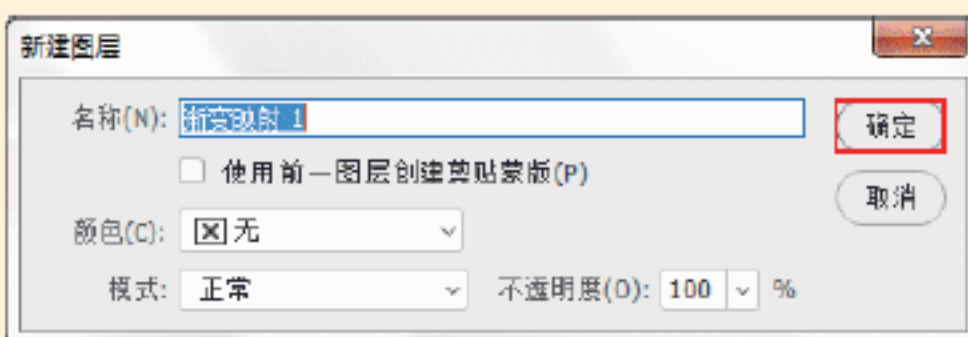 新建图层
名称(N): 渐变映射 1
确定
使用前一图层创建剪贴蒙版(P)
取消
颜色(C): 无
模式: 正常 不透明度(O): 100 %